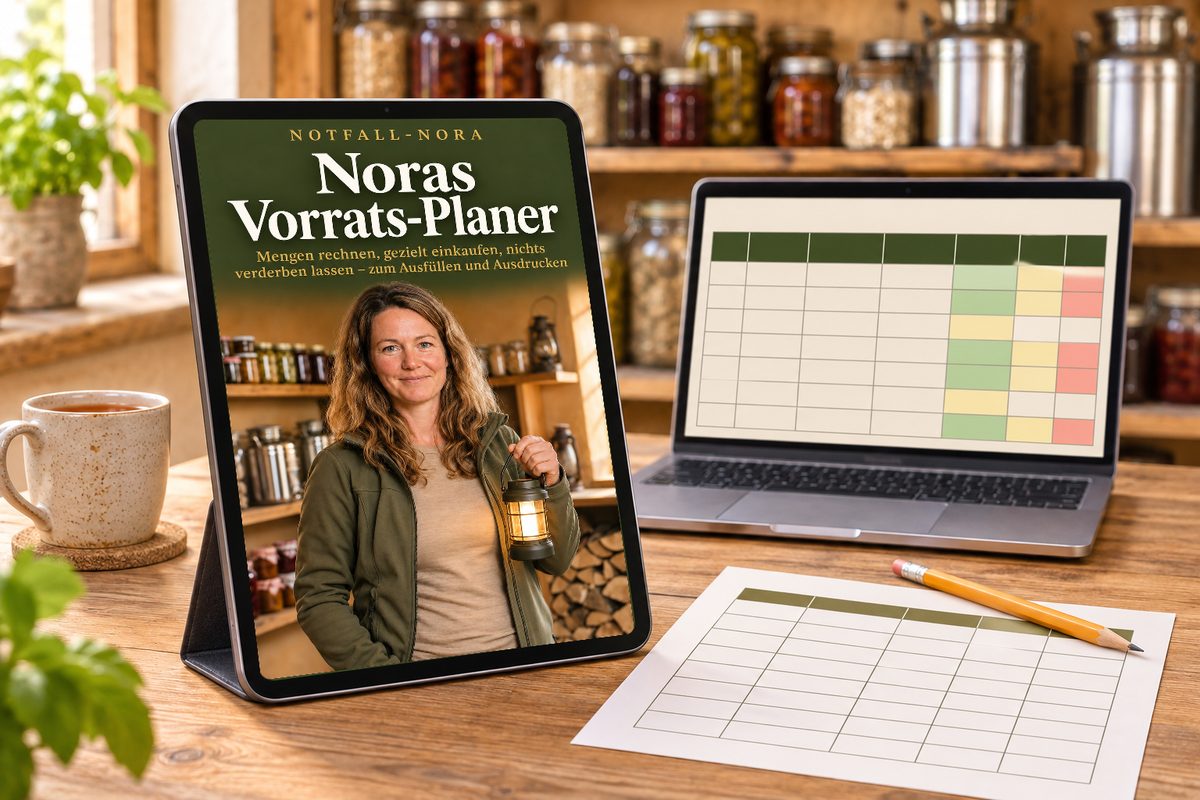 NOTFALL-NORA
Noras
Vorrats-Planer
Mengen rechnen, gezielt einkaufen, nichts
verderben lassen – zum Ausfüllen und Ausdrucken